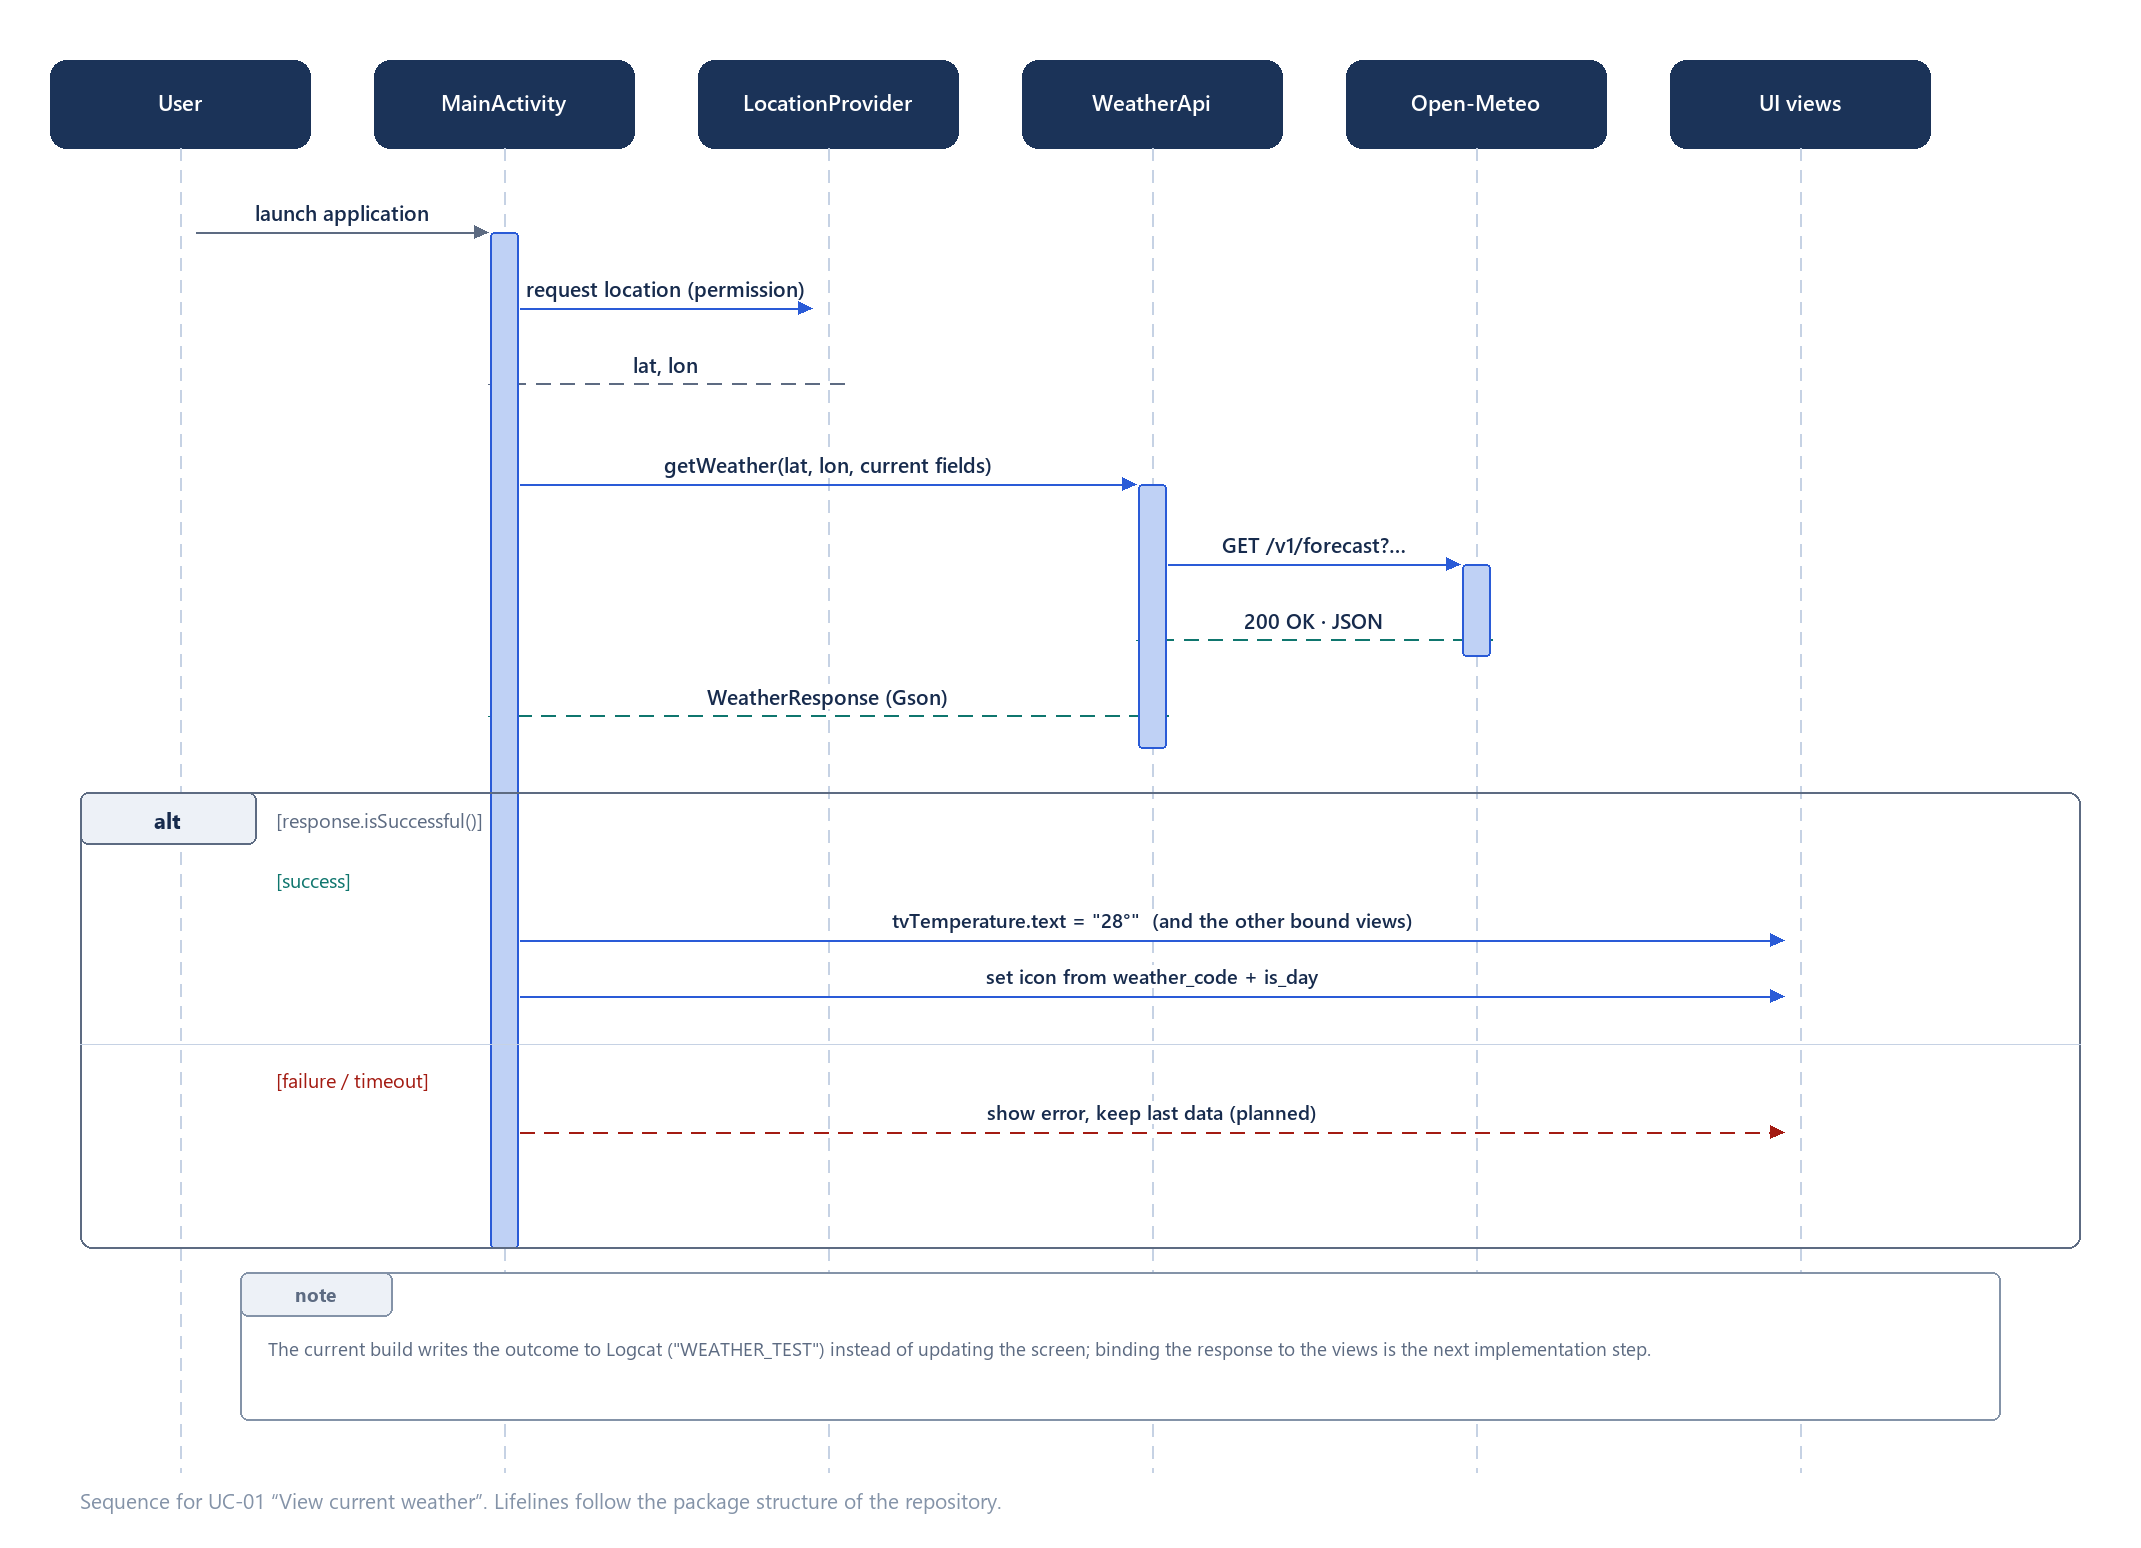 User
MainActivity
LocationProvider
WeatherApi
Open-Meteo
UI views
launch application
request location (permission)
lat, lon
getWeather(lat, lon, current fields)
GET /v1/forecast?...
200 OK · JSON
WeatherResponse (Gson)
alt
[response.isSuccessful()]
[success]
tvTemperature.text = "28°" (and the other bound views)
set icon from weather_code + is_day
[failure / timeout]
show error, keep last data (planned)
note
The current build writes the outcome to Logcat ("WEATHER_TEST") instead of updating the screen; binding the response to the views is the next implementation step.
Sequence for UC-01 “View current weather”. Lifelines follow the package structure of the repository.